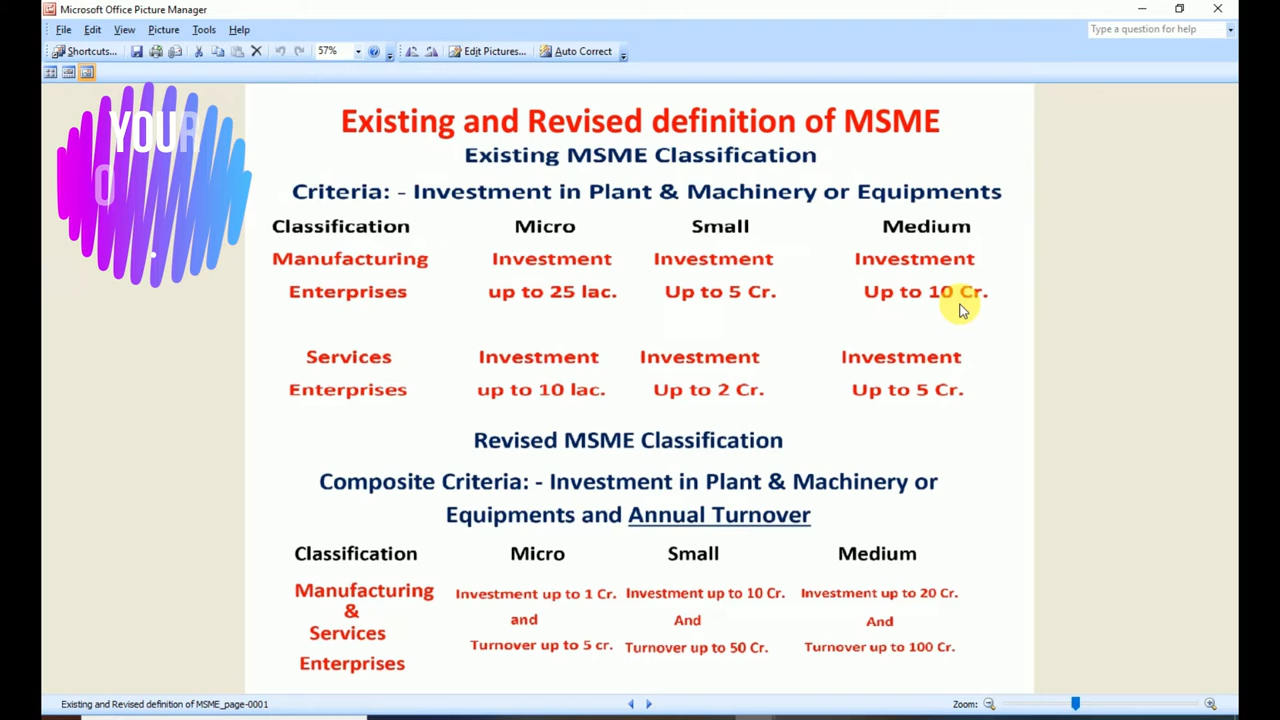 Microsoft Office Picture Manager
File Edit View Picture Tools Help
Type a question for help
Shortcuts... 57% Edit Pictures... Auto Correct
YOUR
O
Existing and Revised definition of MSME
Existing MSME Classification
Criteria: - Investment in Plant & Machinery or Equipments
Classification Micro Small Medium
Manufacturing Investment Investment Investment
Enterprises up to 25 lac. Up to 5 Cr. Up to 10 Cr.
Services Investment Investment Investment
Enterprises up to 10 lac. Up to 2 Cr. Up to 5 Cr.
Revised MSME Classification
Composite Criteria: - Investment in Plant & Machinery or
Equipments and Annual Turnover
Classification Micro Small Medium
Manufacturing Investment up to 1 Cr. Investment up to 10 Cr. Investment up to 20 Cr.
& and And And
Services Turnover up to 5 cr. Turnover up to 50 Cr. Turnover up to 100 Cr.
Enterprises
Existing and Revised definition of MSME_page-0001
Zoom: